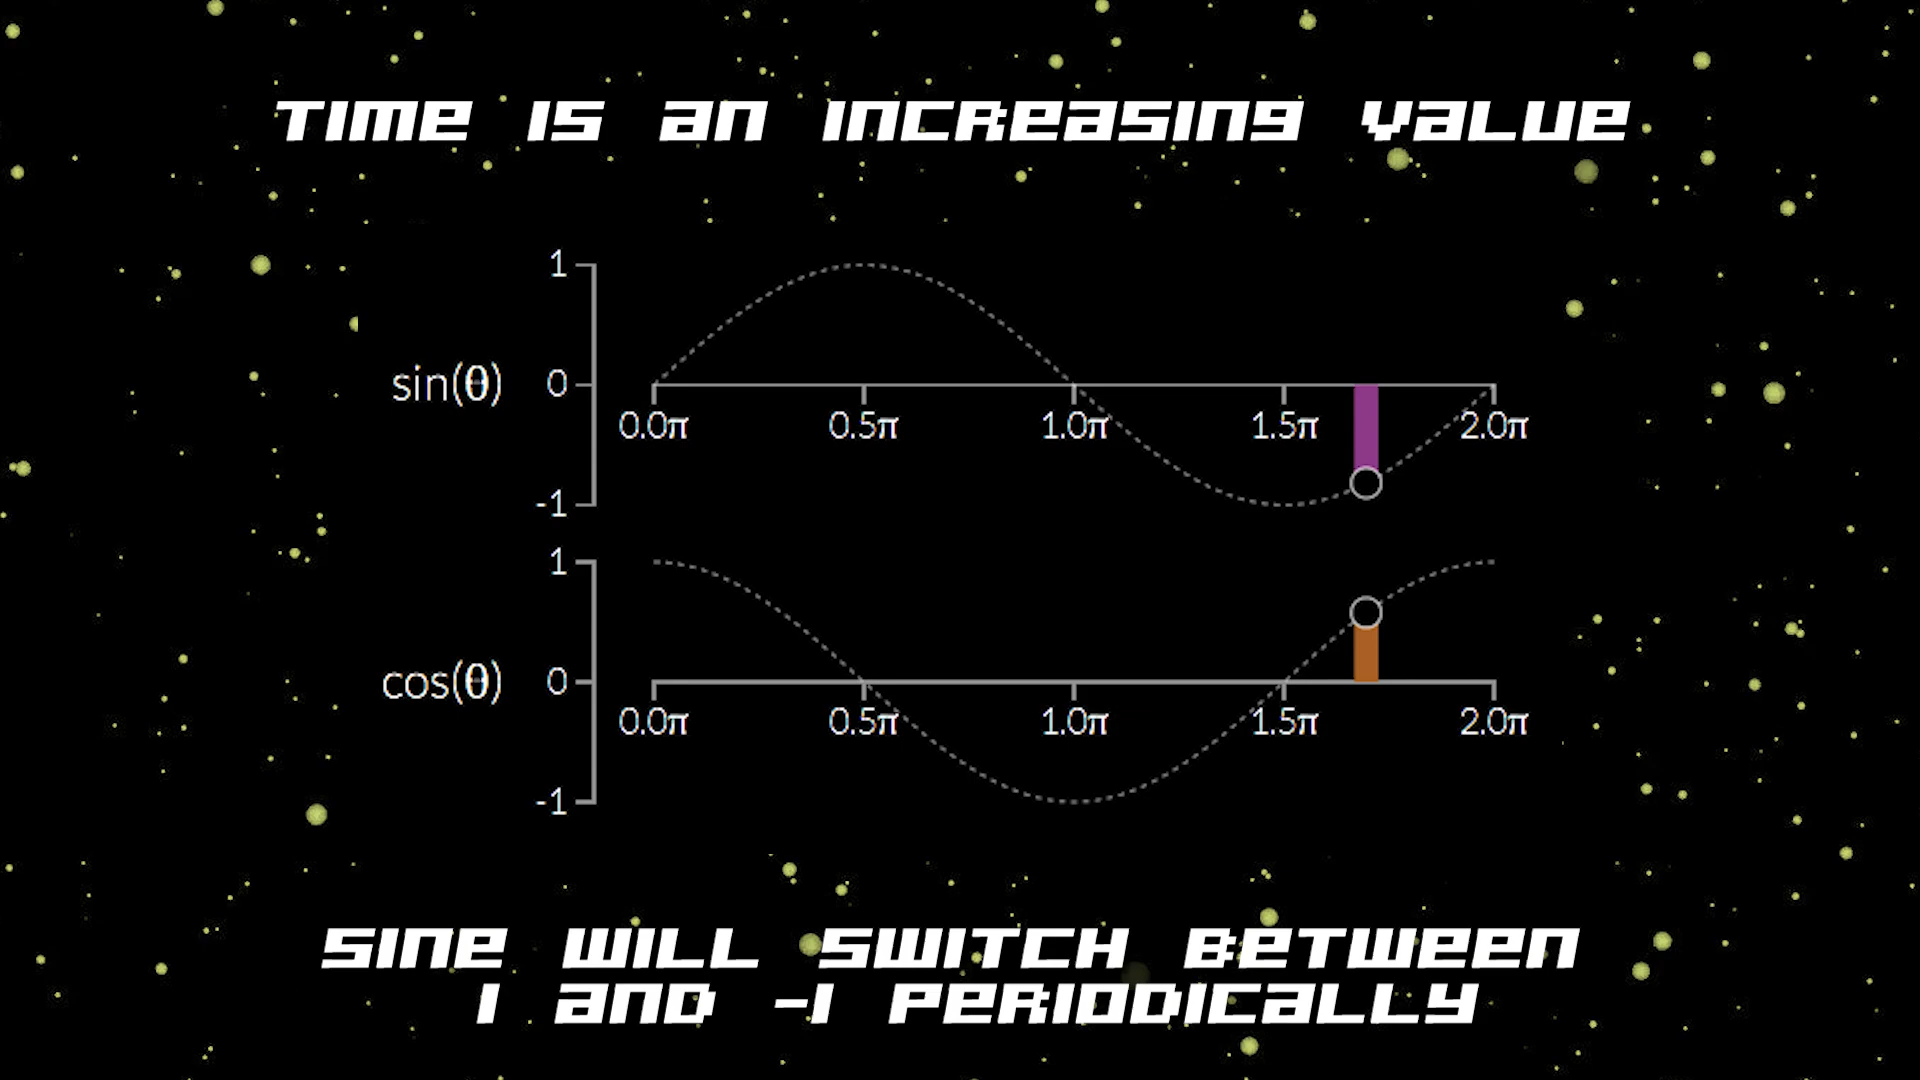 TIME IS AN INCREASING VALUE
1
sin(θ) 0
0.0π 0.5π 1.0π 1.5π 2.0π
-1
1
cos(θ) 0
0.0π 0.5π 1.0π 1.5π 2.0π
-1
SINE WILL SWITCH BETWEEN
1 AND -1 PERIODICALLY